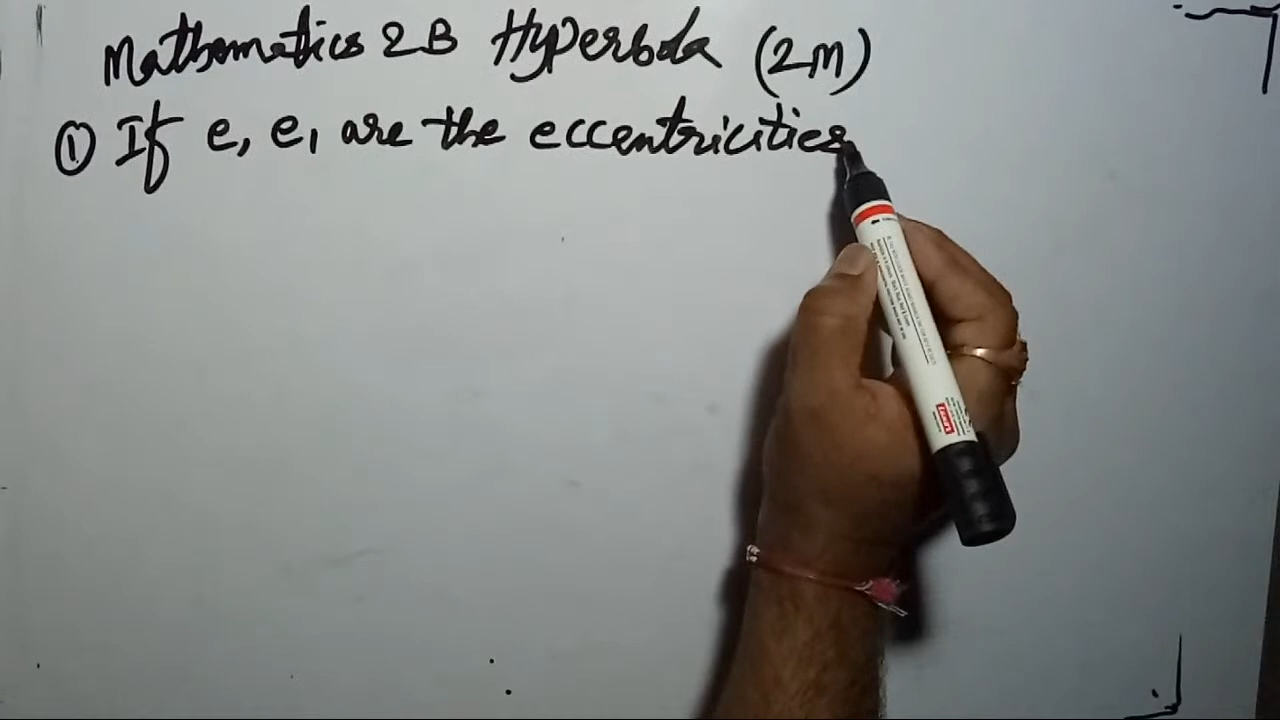 Mathematics 2B Hyperbola (2M)
① If e, e₁ are the eccentricities